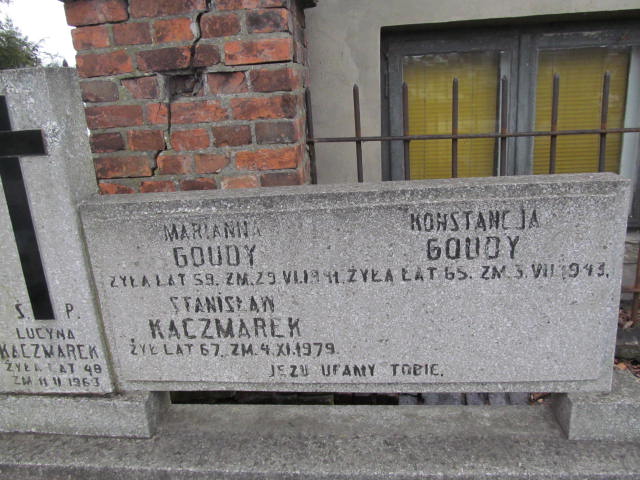 Ś. P.
LUCYNA
KACZMAREK
ŻYŁA LAT 48
ZM 11 II 1963
MARIANNA
GOUDY
ŻYŁA LAT 59. ZM.29.VI.1941.
KONSTANCJA
GOUDY
ŻYŁA LAT 65. ZM.3.VII.1943.
STANISŁAW
KACZMAREK
ŻYŁ LAT 67. ZM.4.XI.1979.
JEZU UFAMY TOBIE.